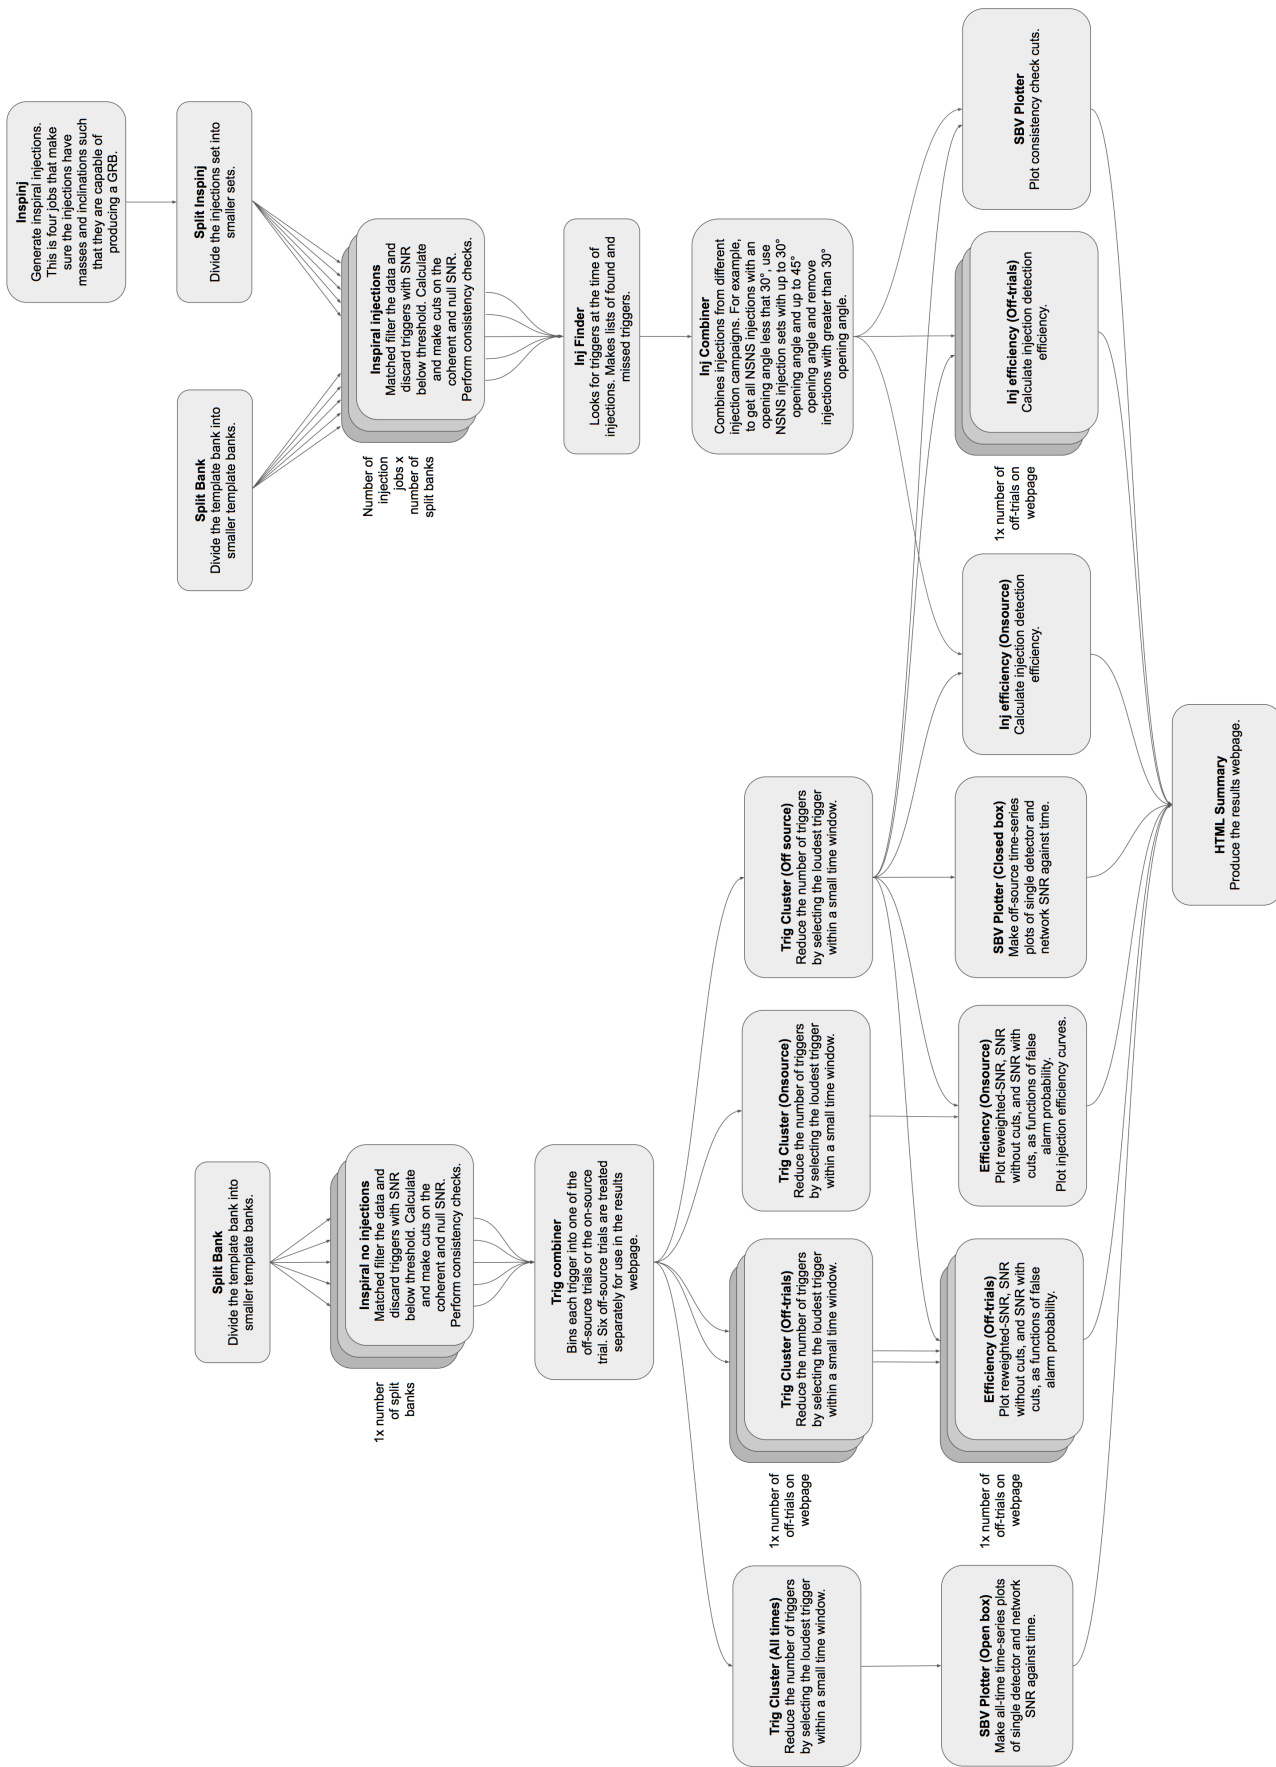 Inspinj
Generate inspiral injections.
This is four jobs that make
sure the injections have
masses and inclinations such
that they are capable of
producing a GRB.
Split Bank
Divide the template bank into
smaller template banks.
Split Inspinj
Divide the injections set into
smaller sets.
Split Bank
Divide the template bank into
smaller template banks.
1x number
of split
banks
Inspiral no injections
Matched filter the data and
discard triggers with SNR
below threshold. Calculate
and make cuts on the
coherent and null SNR.
Perform consistency checks.
Number of
injection
jobs x
number of
split banks
Inspiral injections
Matched filter the data and
discard triggers with SNR
below threshold. Calculate
and make cuts on the
coherent and null SNR.
Perform consistency checks.
Trig combiner
Bins each trigger into one of the
off-source trials or the on-source
trial. Six off-source trials are treated
separately for use in the results
webpage.
Inj Finder
Looks for triggers at the time of
injections. Makes lists of found and
missed triggers.
Inj Combiner
Combines injections from different
injection campaigns. For example,
to get all NSNS injections with an
opening angle less that 30°, use
NSNS injection sets with up to 30°
opening angle and up to 45°
opening angle and remove
injections with greater than 30°
opening angle.
Trig Cluster (All times)
Reduce the number of triggers
by selecting the loudest trigger
within a small time window.
1x number of
off-trials on
webpage
Trig Cluster (Off-trials)
Reduce the number of triggers
by selecting the loudest trigger
within a small time window.
Trig Cluster (Onsource)
Reduce the number of triggers
by selecting the loudest trigger
within a small time window.
Trig Cluster (Off source)
Reduce the number of triggers
by selecting the loudest trigger
within a small time window.
SBV Plotter (Open box)
Make all-time time-series plots
of single detector and network
SNR against time.
1x number of
off-trials on
webpage
Efficiency (Off-trials)
Plot reweighted-SNR, SNR
without cuts, and SNR with
cuts, as functions of false
alarm probability.
Efficiency (Onsource)
Plot reweighted-SNR, SNR
without cuts, and SNR with
cuts, as functions of false
alarm probability.
Plot injection efficiency curves.
SBV Plotter (Closed box)
Make off-source time-series
plots of single detector and
network SNR against time.
Inj efficiency (Onsource)
Calculate injection detection
efficiency.
1x number of
off-trials on
webpage
Inj efficiency (Off-trials)
Calculate injection detection
efficiency.
SBV Plotter
Plot consistency check cuts.
HTML Summary
Produce the results webpage.